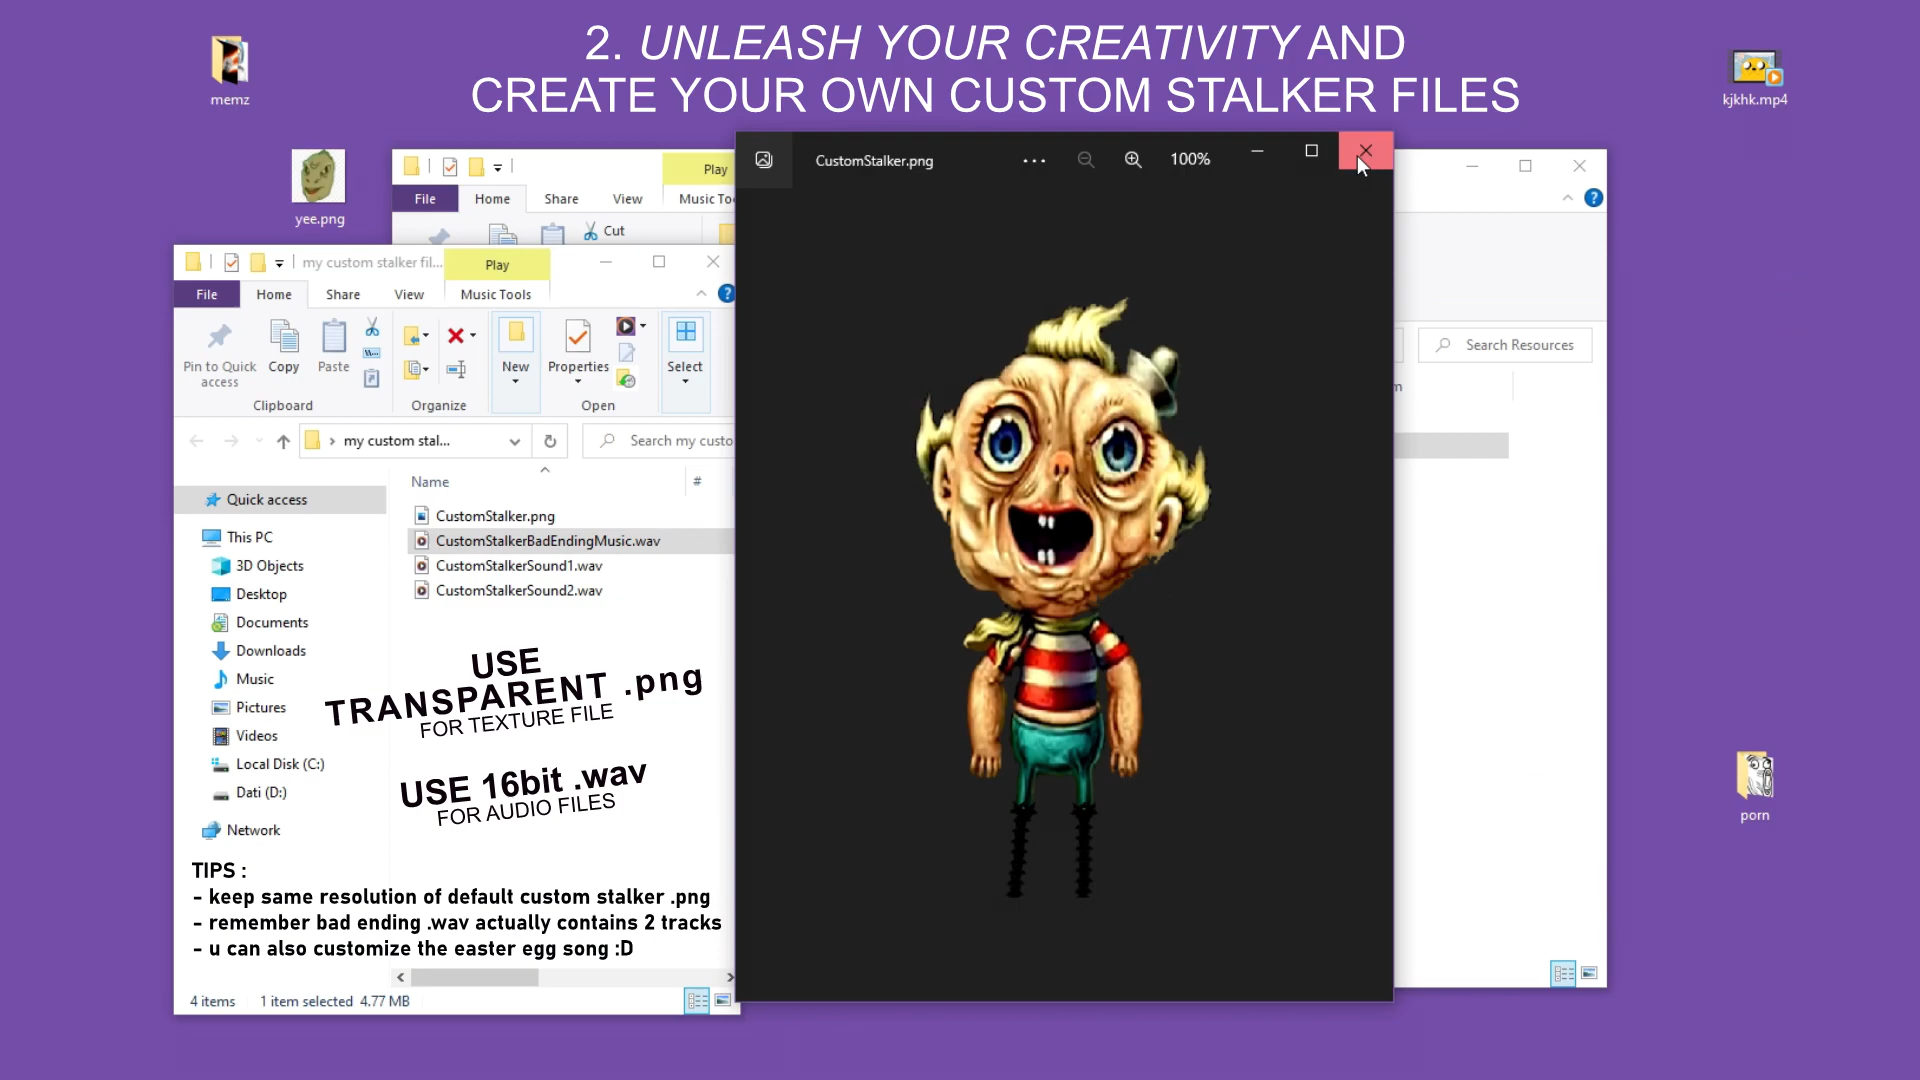 2. UNLEASH YOUR CREATIVITY AND
CREATE YOUR OWN CUSTOM STALKER FILES
memz
kjkhk.mp4
yee.png
Play
File
Home
Share
View
Cut
CustomStalker.png
100%
Search Resources
my custom stalker fil...
Play
File
Home
Share
View
Music Tools
Pin to Quick
access
Copy
Paste
New
Properties
Select
Clipboard
Organize
Open
my custom stal...
Search my custo
Name
#
Quick access
This PC
3D Objects
Desktop
Documents
Downloads
Music
Pictures
Videos
Local Disk (C:)
Dati (D:)
Network
CustomStalker.png
CustomStalkerBadEndingMusic.wav
CustomStalkerSound1.wav
CustomStalkerSound2.wav
USE
TRANSPARENT .png
FOR TEXTURE FILE
USE 16bit .wav
FOR AUDIO FILES
TIPS :
- keep same resolution of default custom stalker .png
- remember bad ending .wav actually contains 2 tracks
- u can also customize the easter egg song :D
4 items
1 item selected 4.77 MB
porn